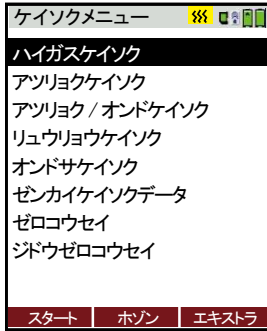 ケイソクメニュー
ハイガスケイソク
アツリョクケイソク
アツリョク / オンドケイソク
リュウリョウケイソク
オンドサケイソク
ゼンカイケイソクデータ
ゼロコウセイ
ジドウゼロコウセイ
スタート ホゾン エキストラ